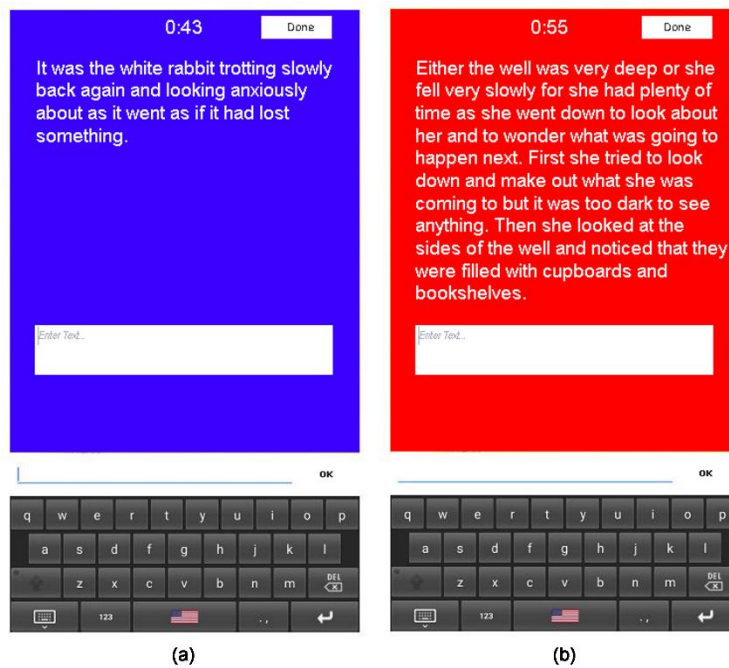 0:43
Done
It was the white rabbit trotting slowly
back again and looking anxiously
about as it went as if it had lost
something.
Enter Text...
OK
q w e r t y u i o p
a s d f g h j k l
z x c v b n m DEL
123 .,
(a)
0:55
Done
Either the well was very deep or she
fell very slowly for she had plenty of
time as she went down to look about
her and to wonder what was going to
happen next. First she tried to look
down and make out what she was
coming to but it was too dark to see
anything. Then she looked at the
sides of the well and noticed that they
were filled with cupboards and
bookshelves.
Enter Text...
OK
q w e r t y u i o p
a s d f g h j k l
z x c v b n m DEL
123 .,
(b)